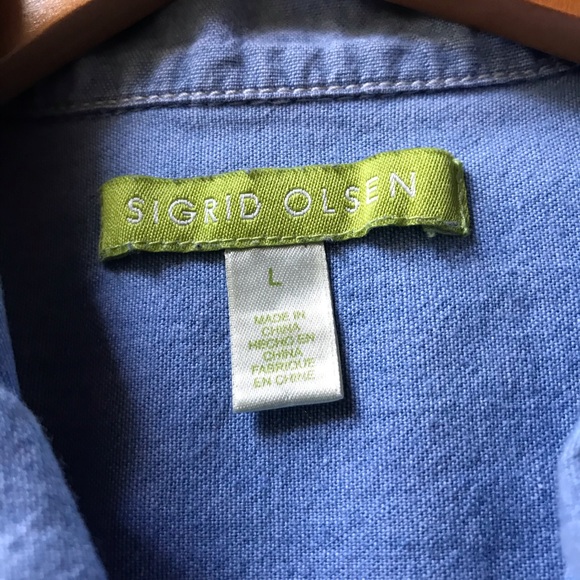 SIGRID OLSEN
L
MADE IN
CHINA
HECHO EN
CHINA
FABRIQUE
EN CHINE